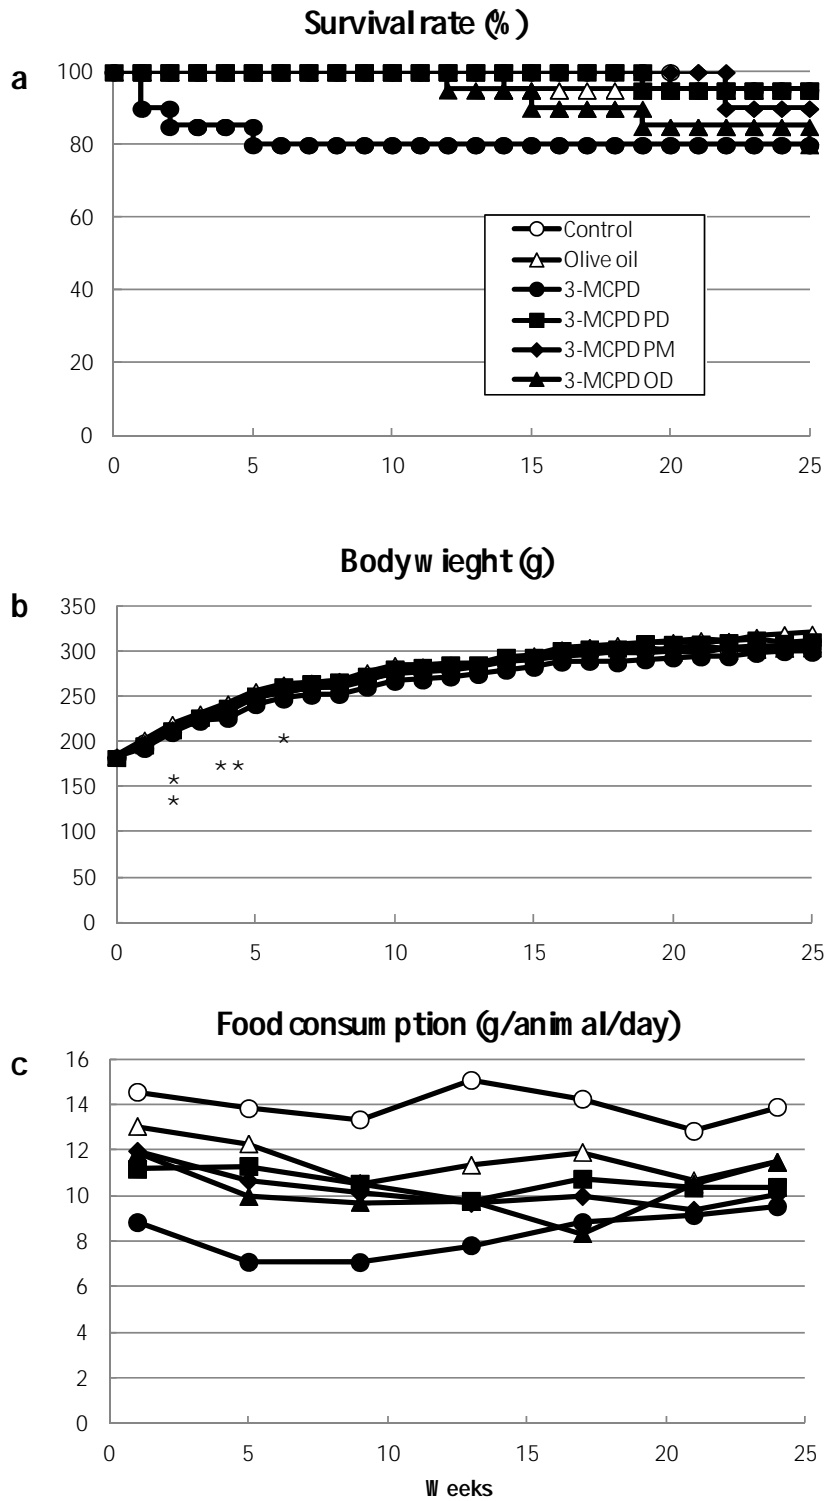 Survival rate (%)
a
100
80
60
40
20
0
0 5 10 15 20 25
Control
Olive oil
3-MCPD
3-MCPD PD
3-MCPD PM
3-MCPD OD
Body wieght (g)
b
350
300
250
200
150
100
50
0
*
* *
*
*
0 5 10 15 20 25
Food consumption (g/animal/day)
c
16
14
12
10
8
6
4
2
0
0 5 10 15 20 25
Weeks